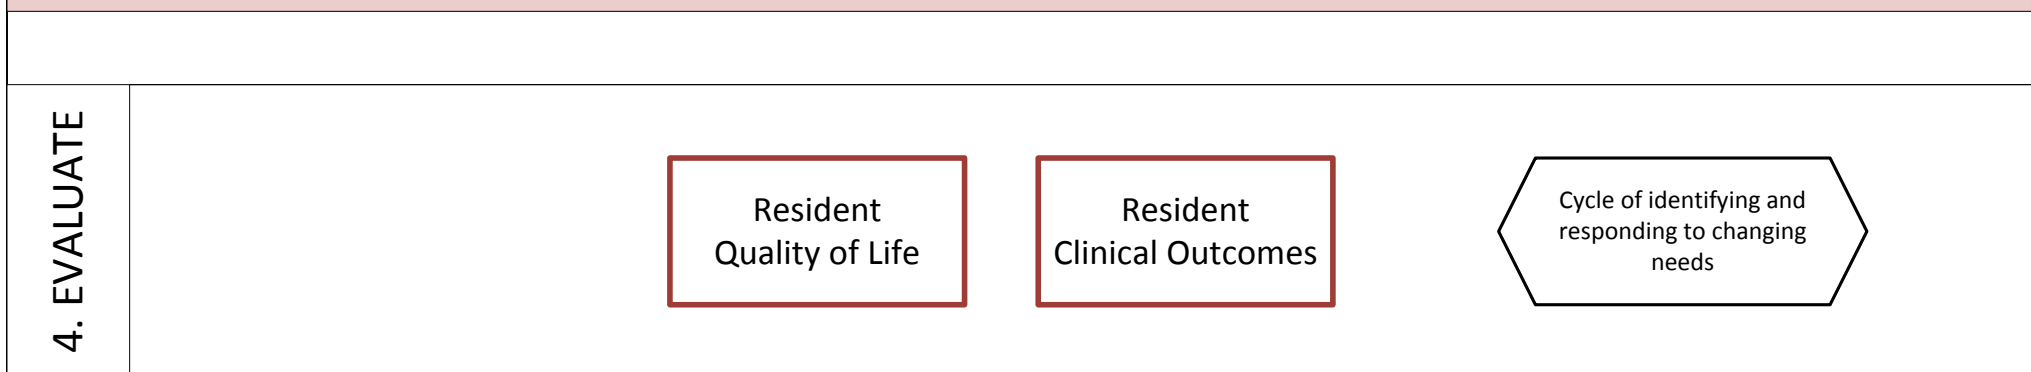 4. EVALUATE
Resident
Quality of Life
Resident
Clinical Outcomes
Cycle of identifying and
responding to changing
needs